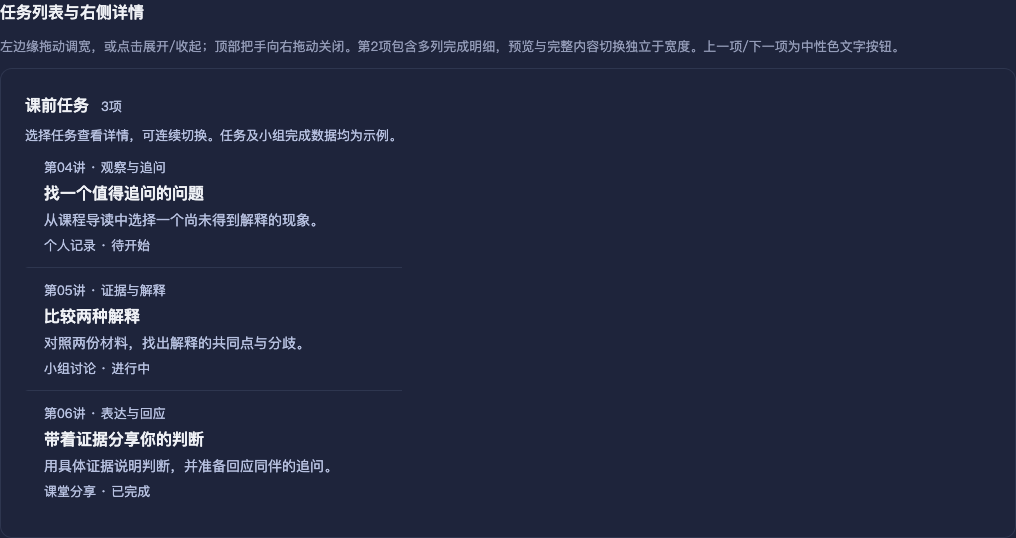 任务列表与右侧详情
左边缘拖动调宽，或点击展开/收起；顶部把手向右拖动关闭。第2项包含多列完成明细，预览与完整内容切换独立于宽度。上一项/下一项为中性色文字按钮。
课前任务 3项
选择任务查看详情，可连续切换。任务及小组完成数据均为示例。
第04讲 · 观察与追问
找一个值得追问的问题
从课程导读中选择一个尚未得到解释的现象。
个人记录 · 待开始
第05讲 · 证据与解释
比较两种解释
对照两份材料，找出解释的共同点与分歧。
小组讨论 · 进行中
第06讲 · 表达与回应
带着证据分享你的判断
用具体证据说明判断，并准备回应同伴的追问。
课堂分享 · 已完成